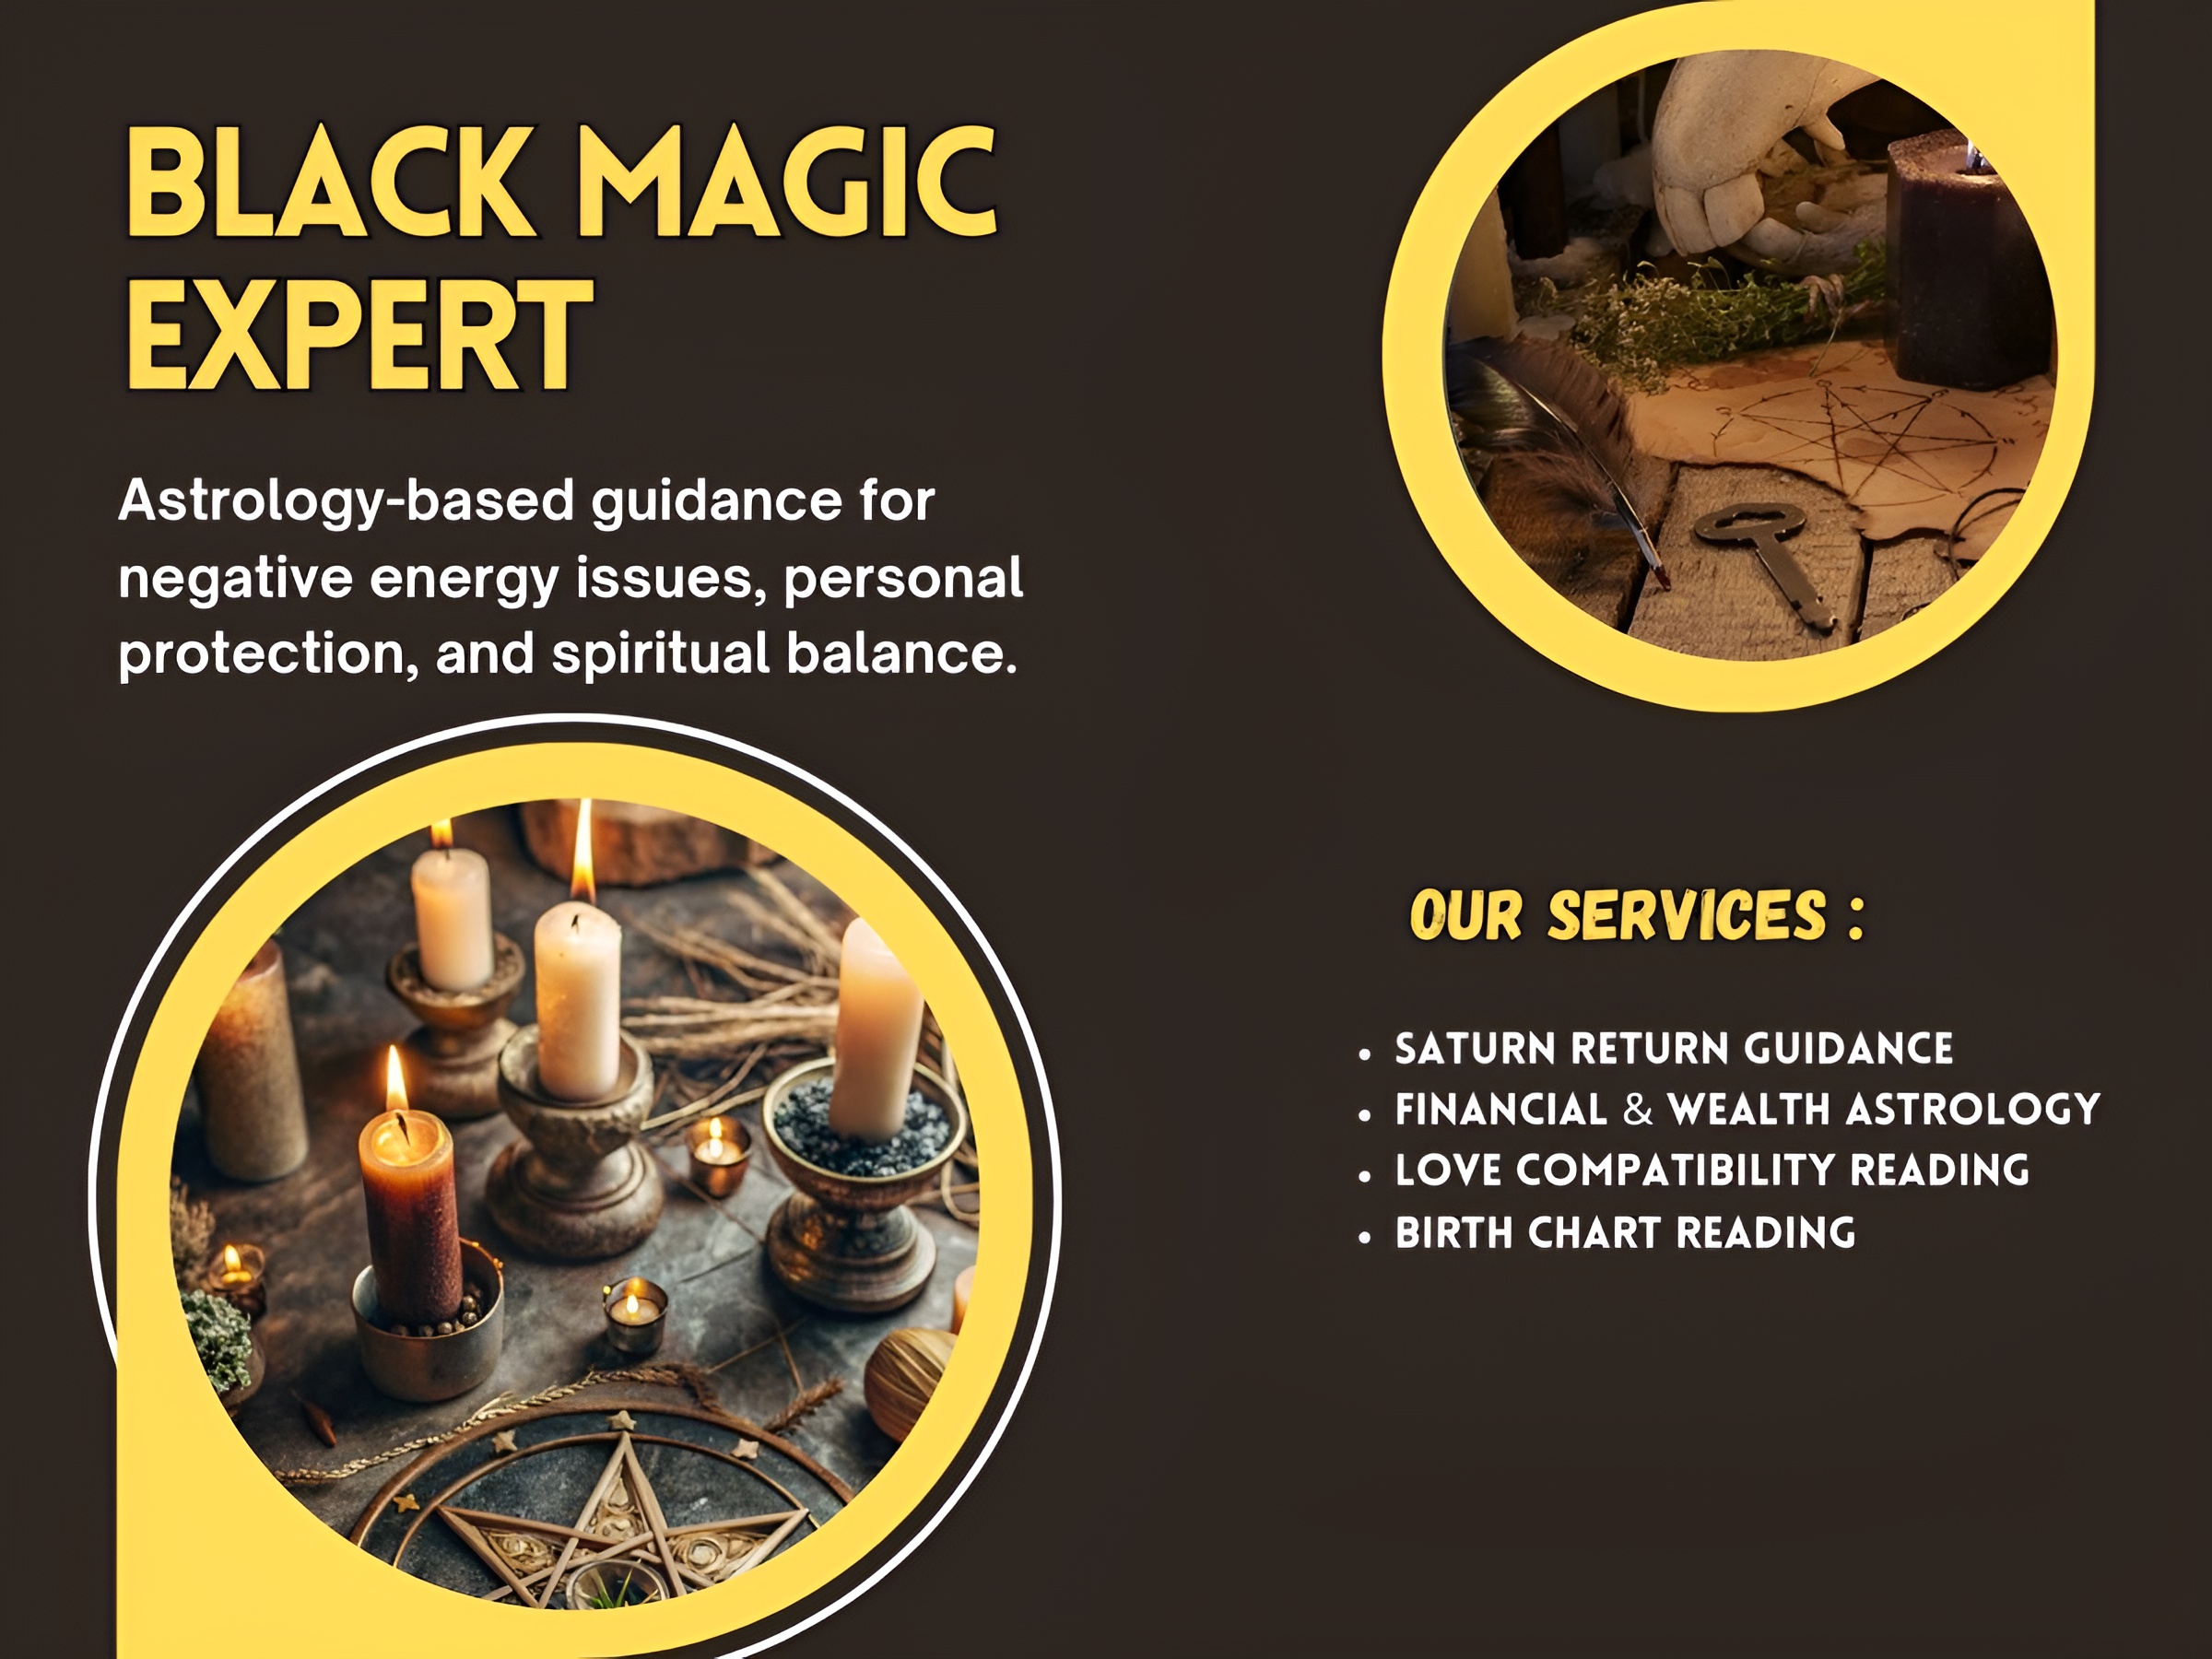 BLACK MAGIC
EXPERT
Astrology-based guidance for
negative energy issues, personal
protection, and spiritual balance.
OUR SERVICES :
• SATURN RETURN GUIDANCE
• FINANCIAL & WEALTH ASTROLOGY
• LOVE COMPATIBILITY READING
• BIRTH CHART READING